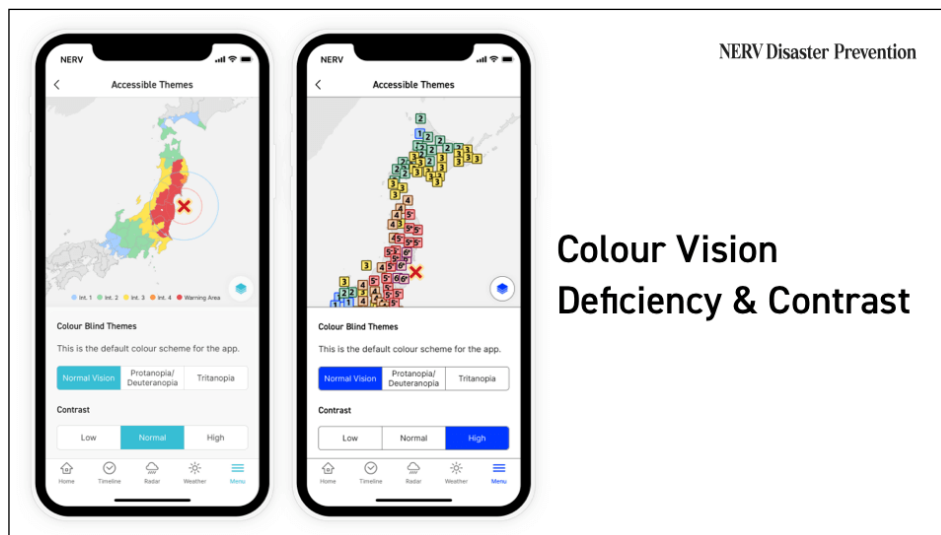 NERV Disaster Prevention
NERV
Accessible Themes
Int. 1 Int. 2 Int. 3 Int. 4 Warning Area
Colour Blind Themes
This is the default colour scheme for the app.
Normal Vision
Protanopia/
Deuteranopia
Tritanopia
Contrast
Low Normal High
Home Timeline Radar Weather Menu
NERV
Accessible Themes
Colour Blind Themes
This is the default colour scheme for the app.
Normal Vision
Protanopia/
Deuteranopia
Tritanopia
Contrast
Low Normal High
Home Timeline Radar Weather Menu
Colour Vision
Deficiency & Contrast